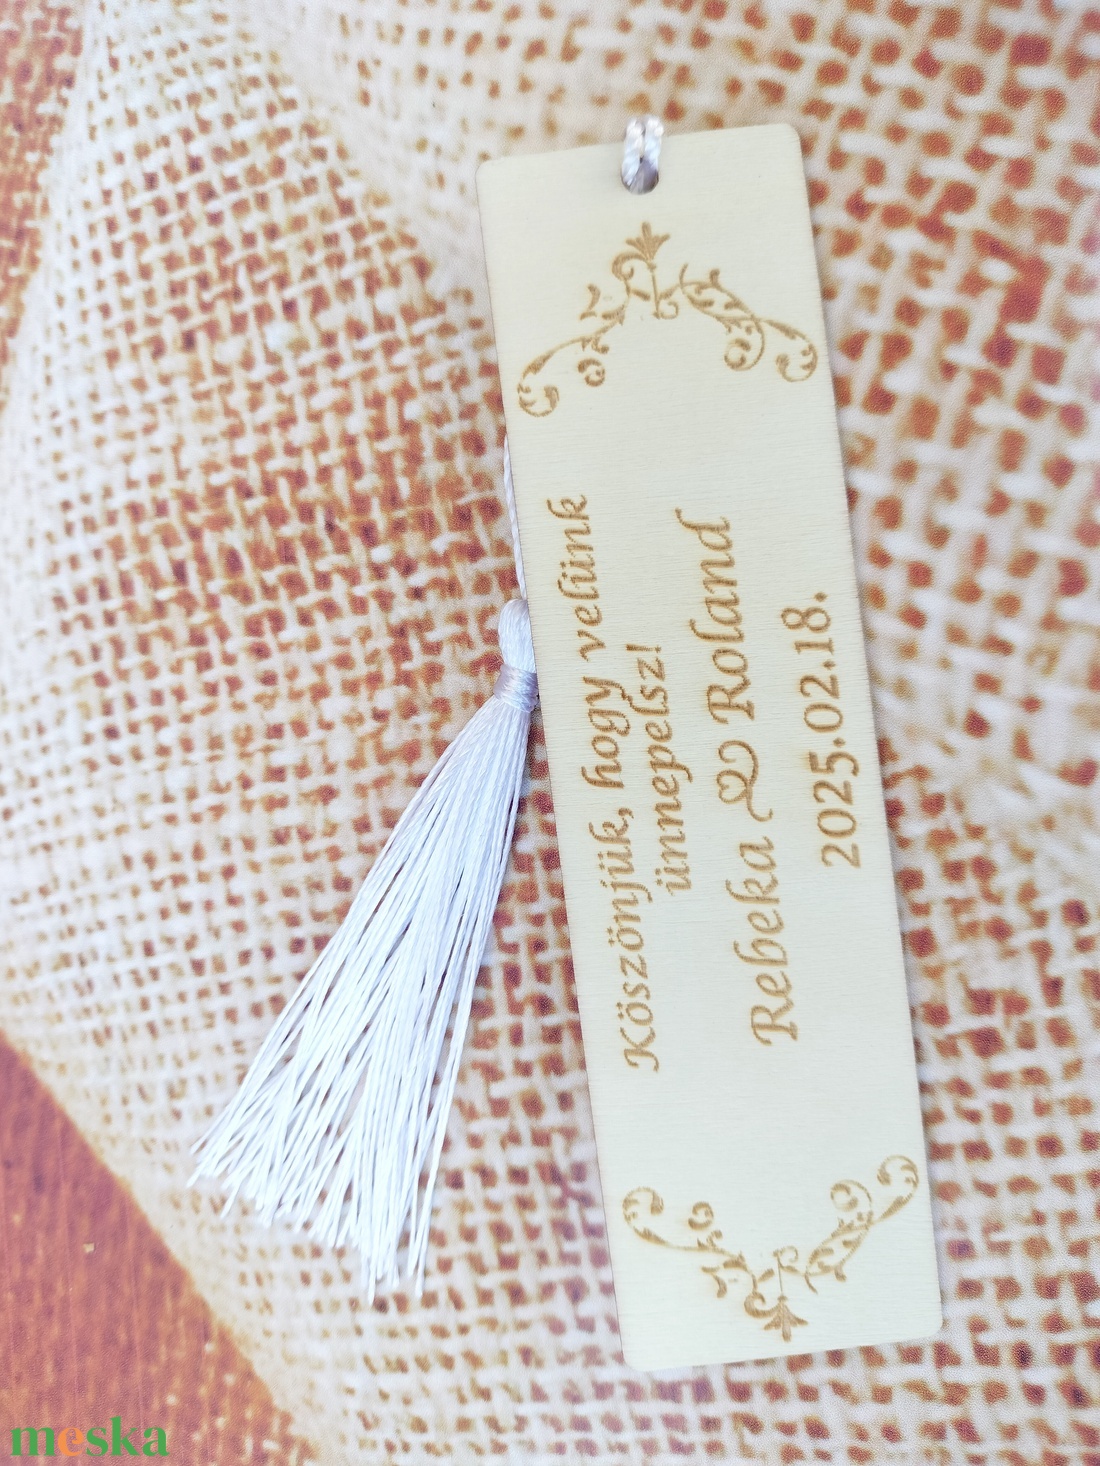 Köszönjük, hogy velünk
ünnepelsz!
Rebeka Roland
2025.02.18.
meska